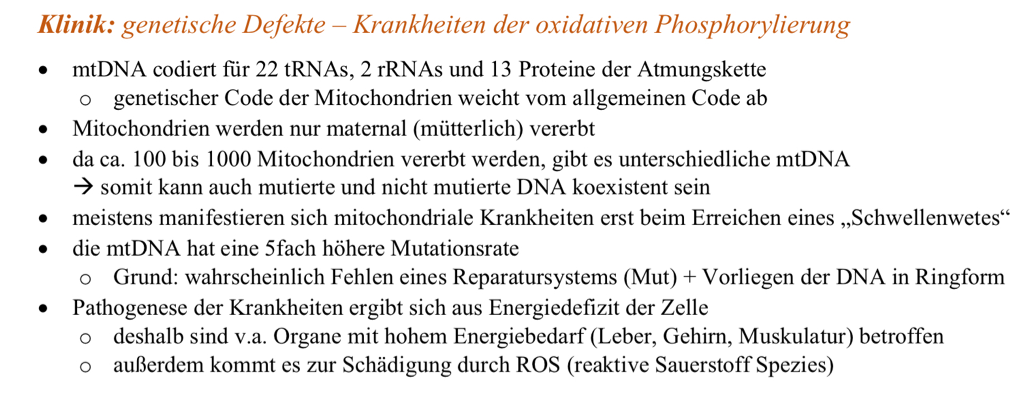 Klinik: genetische Defekte – Krankheiten der oxidativen Phosphorylierung
• mtDNA codiert für 22 tRNAs, 2 rRNAs und 13 Proteine der Atmungskette
o genetischer Code der Mitochondrien weicht vom allgemeinen Code ab
• Mitochondrien werden nur maternal (mütterlich) vererbt
• da ca. 100 bis 1000 Mitochondrien vererbt werden, gibt es unterschiedliche mtDNA
→ somit kann auch mutierte und nicht mutierte DNA koexistent sein
• meistens manifestieren sich mitochondriale Krankheiten erst beim Erreichen eines „Schwellenwetes“
• die mtDNA hat eine 5fach höhere Mutationsrate
o Grund: wahrscheinlich Fehlen eines Reparatursystems (Mut) + Vorliegen der DNA in Ringform
• Pathogenese der Krankheiten ergibt sich aus Energiedefizit der Zelle
o deshalb sind v.a. Organe mit hohem Energiebedarf (Leber, Gehirn, Muskulatur) betroffen
o außerdem kommt es zur Schädigung durch ROS (reaktive Sauerstoff Spezies)